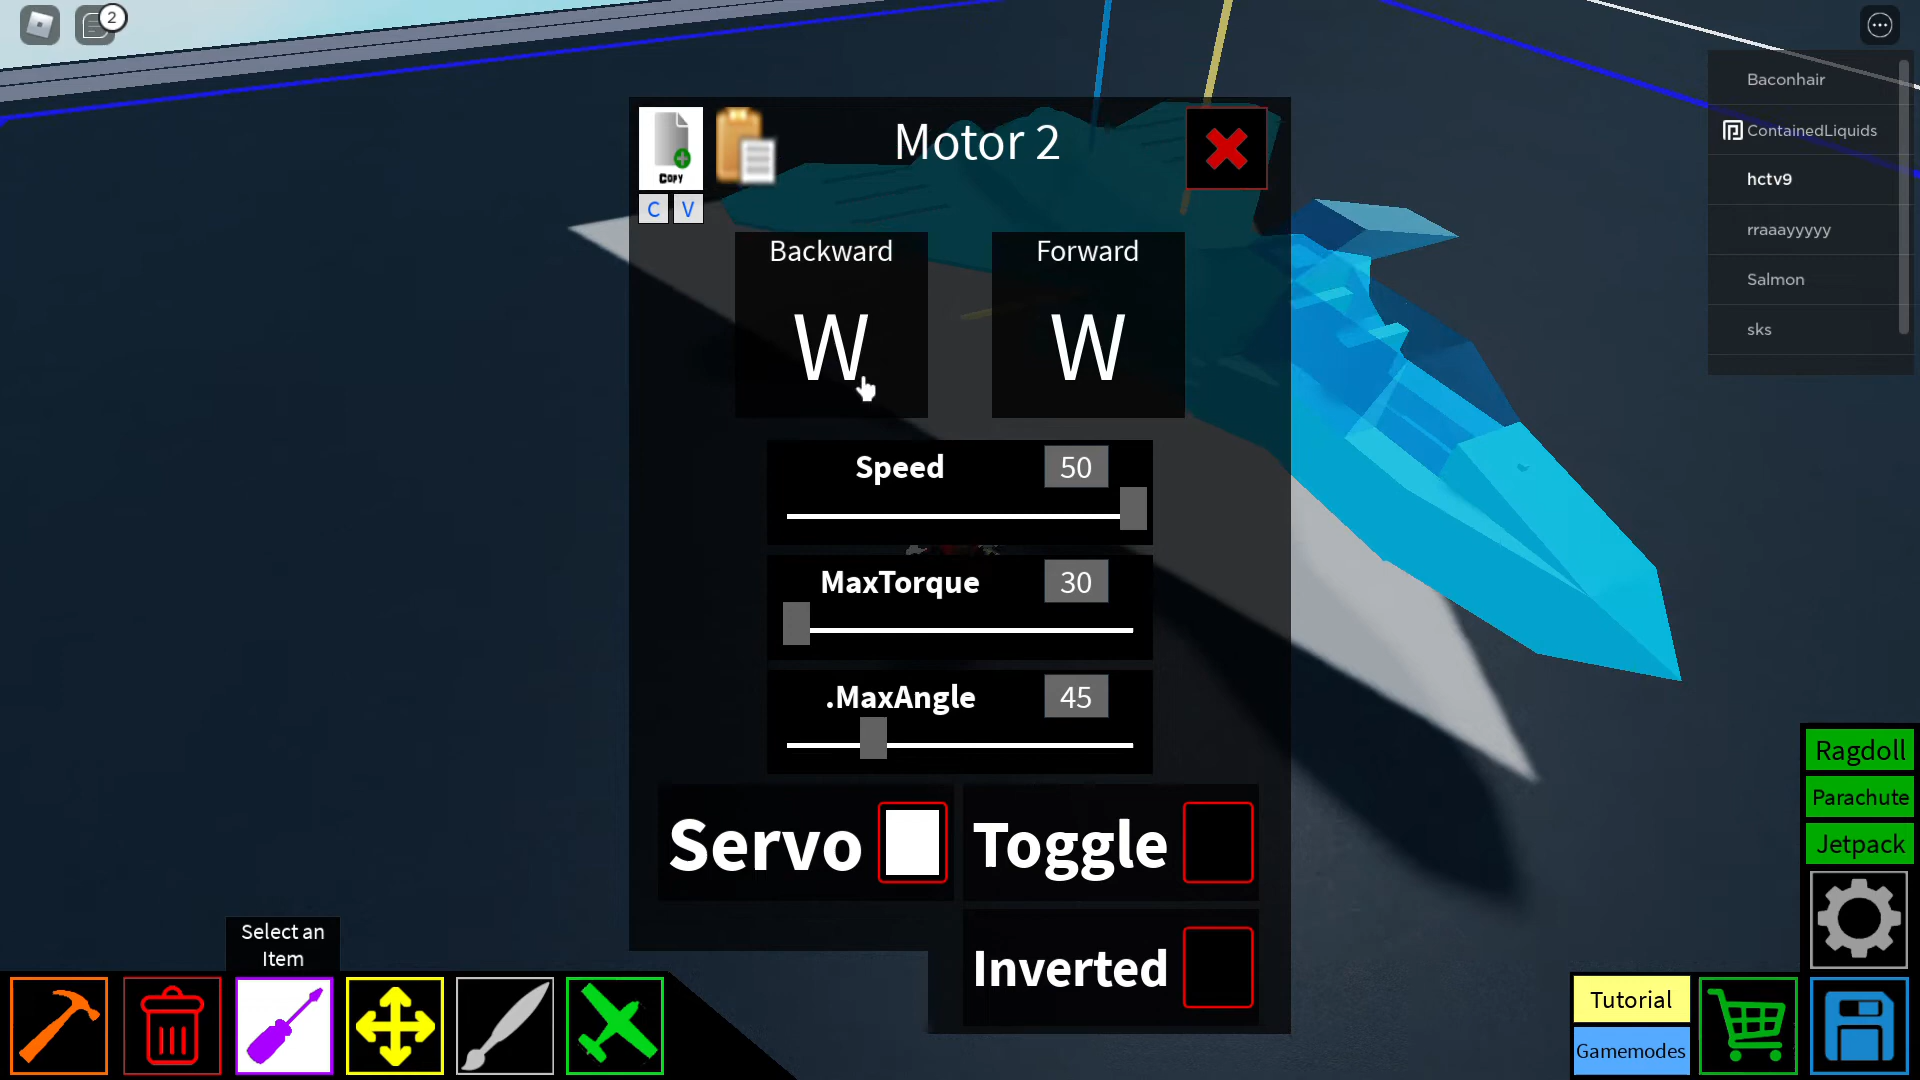 2
Baconhair
ContainedLiquids
hctv9
rraaayyyyy
Salmon
sks
Motor 2
COPY
C V
Backward
Forward
W
W
Speed 50
MaxTorque 30
.MaxAngle 45
Servo
Toggle
Inverted
Select an
Item
Ragdoll
Parachute
Jetpack
Tutorial
Gamemodes